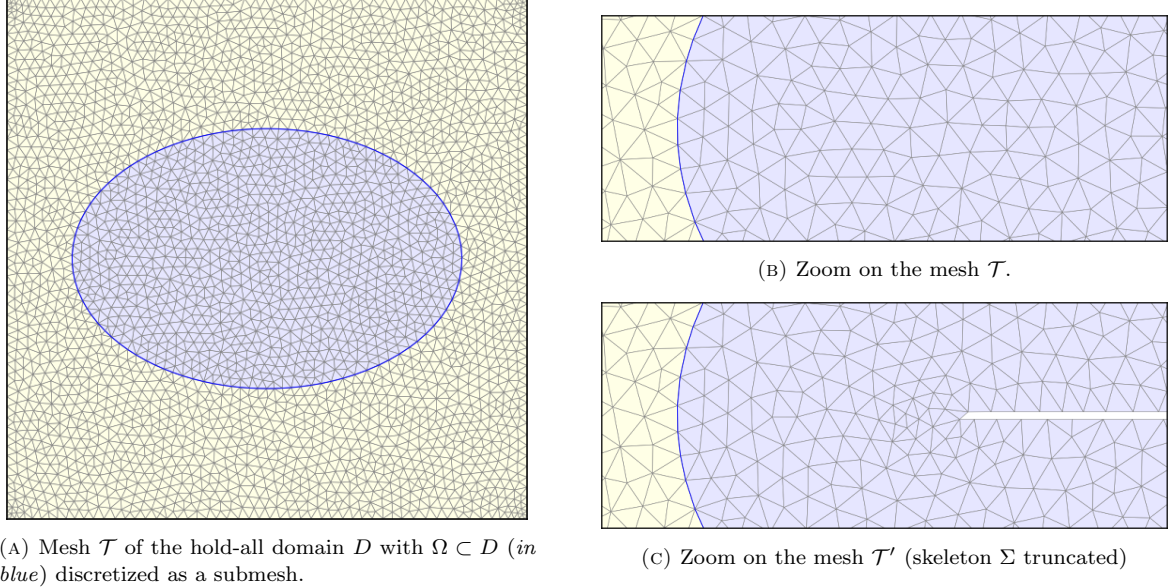 (A) Mesh 𝒯 of the hold-all domain D with Ω ⊂ D (in
blue) discretized as a submesh.
(B) Zoom on the mesh 𝒯.
(C) Zoom on the mesh 𝒯′ (skeleton Σ truncated)